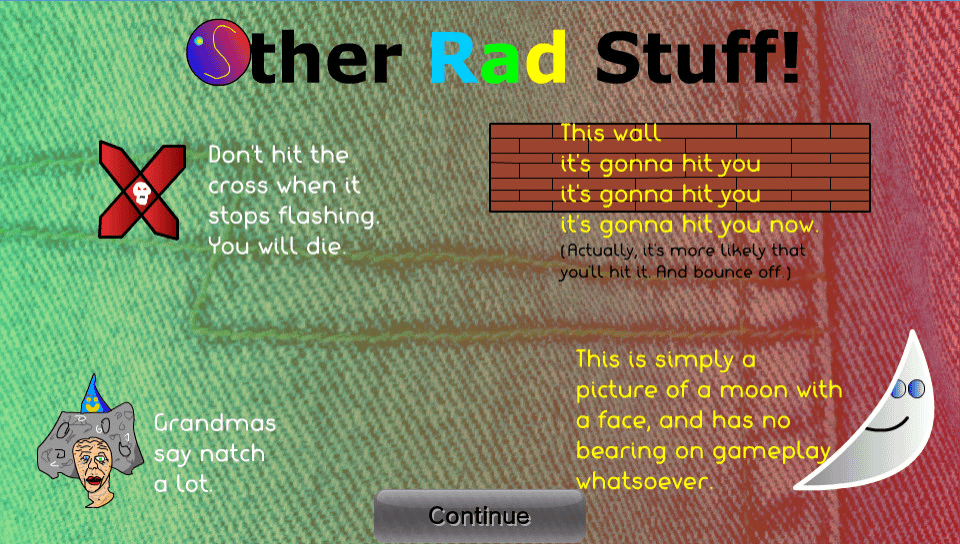 Other Rad Stuff!
Don't hit the
cross when it
stops flashing.
You will die.
This wall
it's gonna hit you
it's gonna hit you
it's gonna hit you now.
(Actually, it's more likely that
you'll hit it. And bounce off.)
Grandmas
say natch
a lot.
This is simply a
picture of a moon with
a face, and has no
bearing on gameplay
whatsoever.
Continue